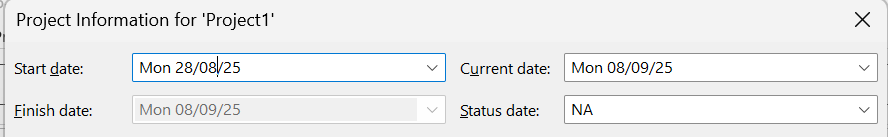 Project Information for 'Project1'
Start date: Mon 28/08/25 Current date: Mon 08/09/25
Finish date: Mon 08/09/25 Status date: NA